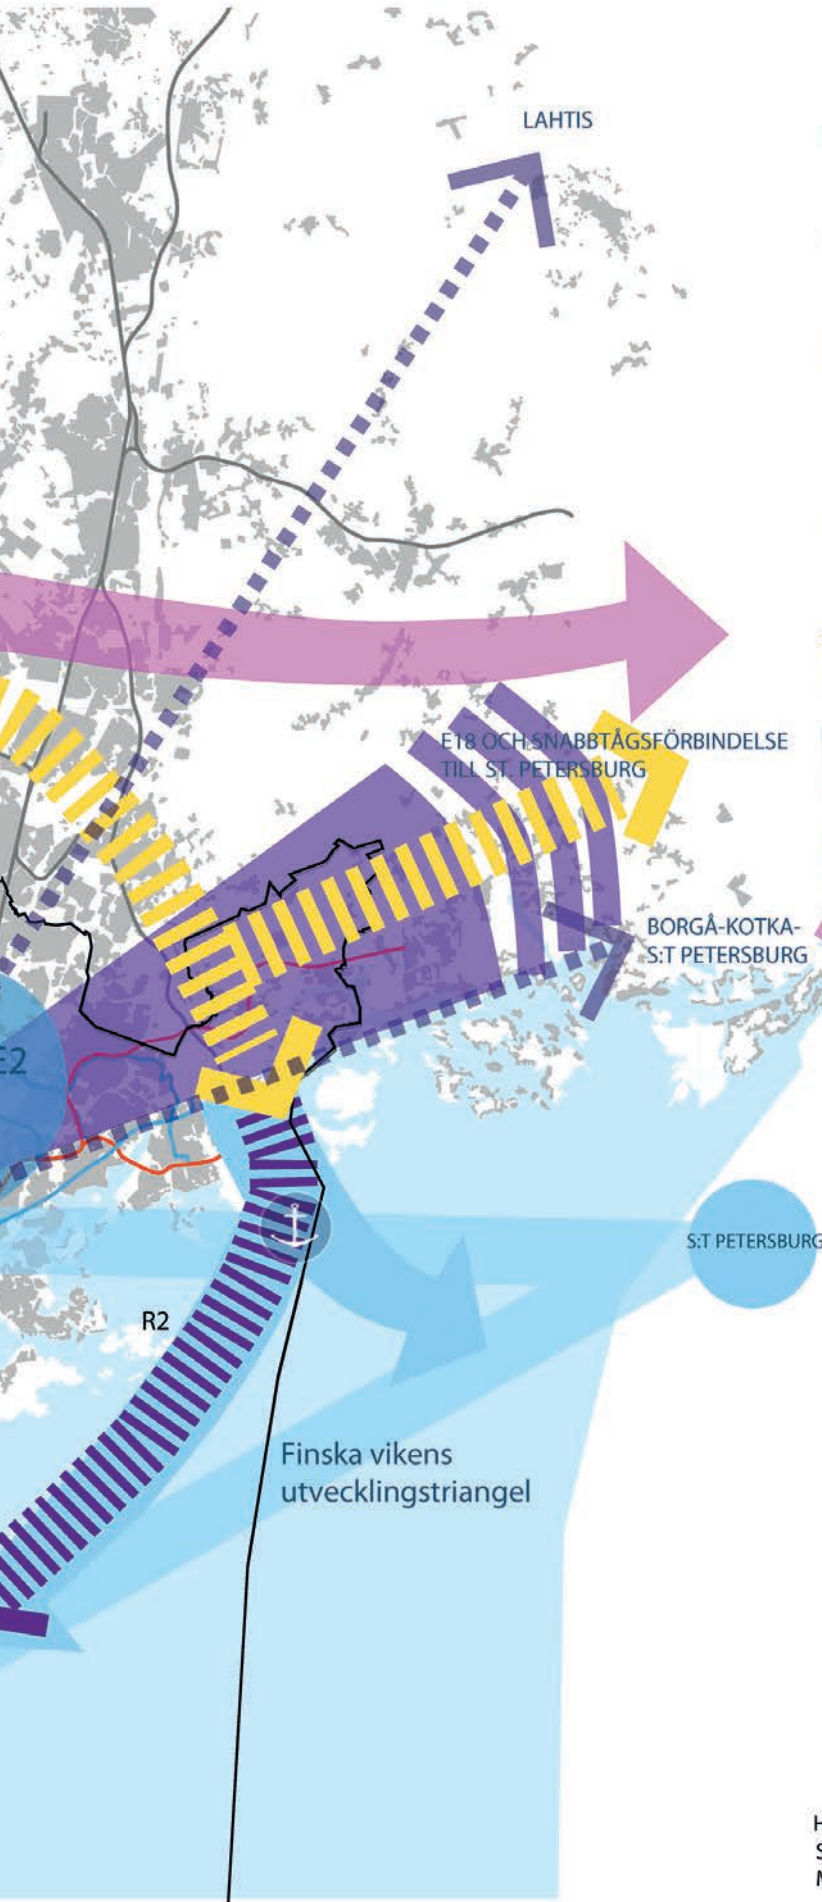 LAHTIS
E18 OCH SNABBTÅGSFÖRBINDELSE
TILL ST. PETERSBURG
BORGÅ-KOTKA-
S:T PETERSBURG
E2
S:T PETERSBURG
R2
Finska vikens
utvecklingstriangel
H
S
M